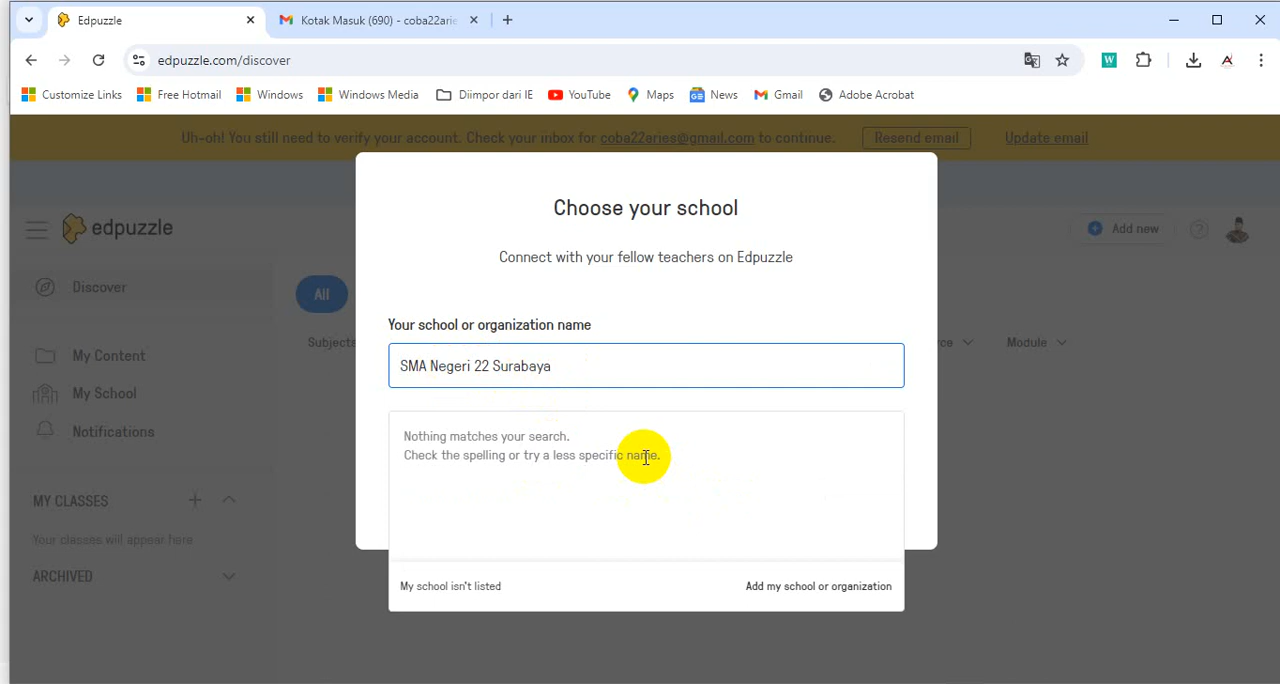 Edpuzzle
Kotak Masuk (690) - coba22arie
edpuzzle.com/discover
Customize Links
Free Hotmail
Windows
Windows Media
Diimpor dari IE
YouTube
Maps
News
Gmail
Adobe Acrobat
Uh-oh! You still need to verify your account. Check your inbox for coba22aries@gmail.com to continue.
Resend email
Update email
edpuzzle
Add new
Discover
My Content
My School
Notifications
MY CLASSES
Your classes will appear here
ARCHIVED
All
Subjects
Module
Choose your school
Connect with your fellow teachers on Edpuzzle
Your school or organization name
SMA Negeri 22 Surabaya
Nothing matches your search.
Check the spelling or try a less specific name.
My school isn't listed
Add my school or organization